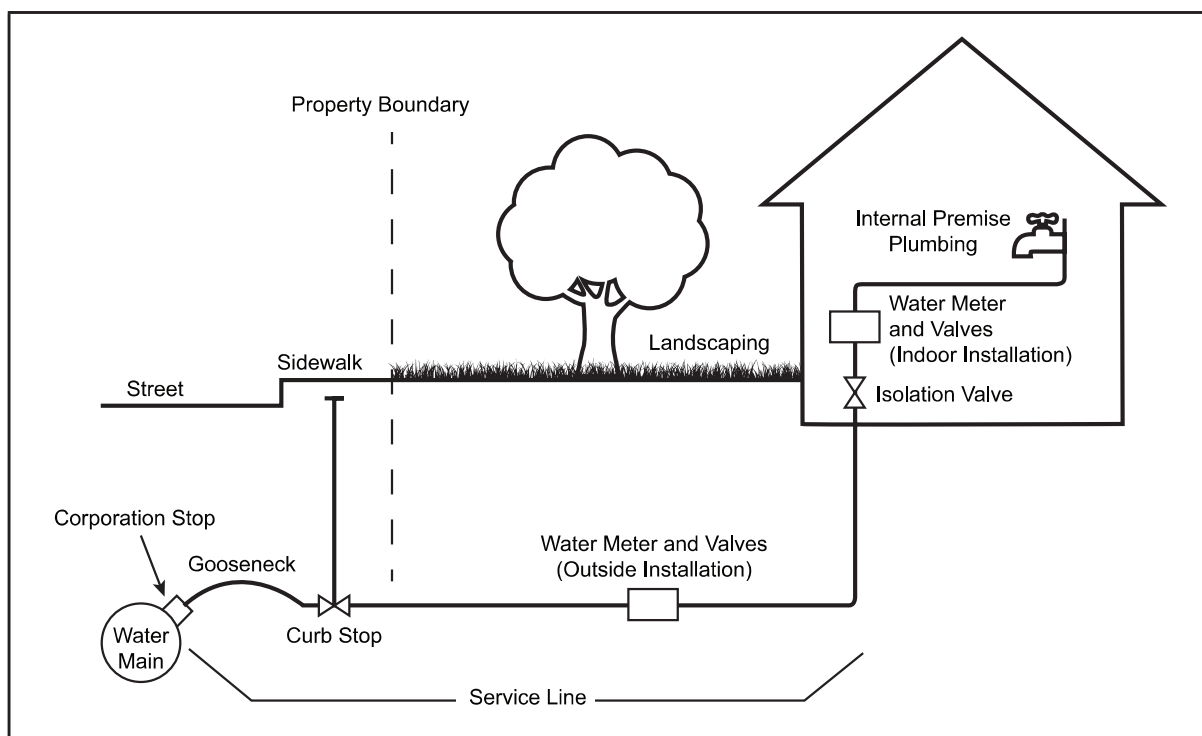 Property Boundary
Internal Premise
Plumbing
Water Meter
and Valves
(Indoor Installation)
Landscaping
Sidewalk
Street
Isolation Valve
Corporation Stop
Gooseneck
Water Meter and Valves
(Outside Installation)
Water
Main
Curb Stop
Service Line